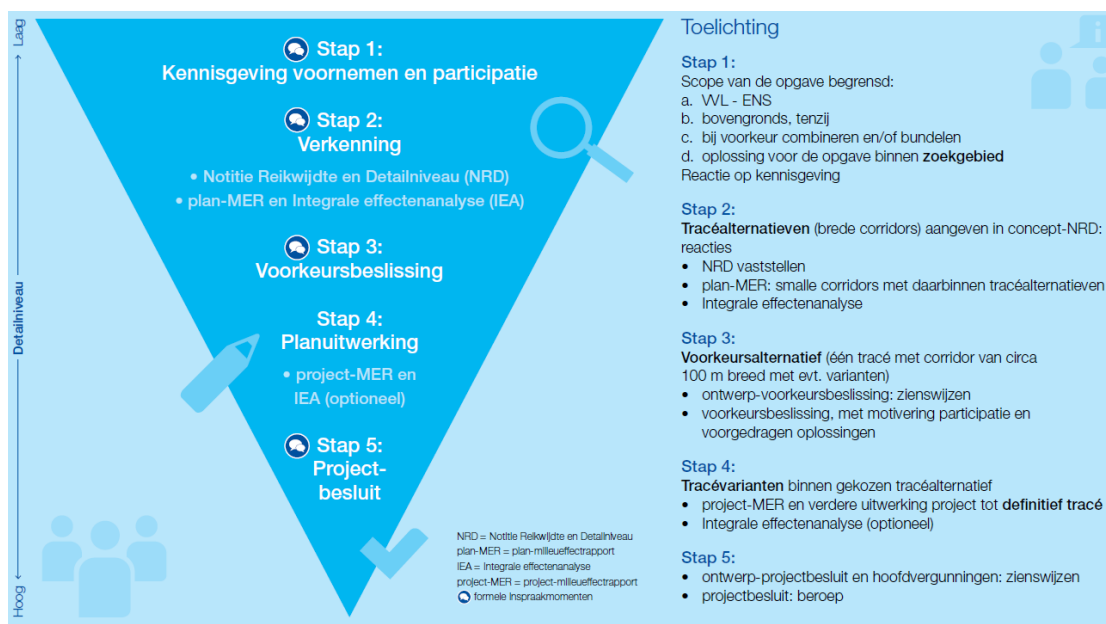 Laag
Detailniveau
Hoog
Stap 1:
Kennisgeving voornemen en participatie
Stap 2:
Verkenning
• Notitie Reikwijdte en Detailniveau (NRD)
• plan-MER en Integrale effectenanalyse (IEA)
Stap 3:
Voorkeursbeslissing
Stap 4:
Planuitwerking
• project-MER en
IEA (optioneel)
Stap 5:
Project-
besluit
NRD = Notitie Reikwijdte en Detailniveau
plan-MER = plan-milieueffectrapport
IEA = Integrale effectenanalyse
project-MER = project-milieueffectrapport
formele inspraakmomenten
Toelichting
Stap 1:
Scope van de opgave begrensd:
a. VVL - ENS
b. bovengronds, tenzij
c. bij voorkeur combineren en/of bundelen
d. oplossing voor de opgave binnen zoekgebied
Reactie op kennisgeving
Stap 2:
Tracéalternatieven (brede corridors) aangeven in concept-NRD:
reacties
• NRD vaststellen
• plan-MER: smalle corridors met daarbinnen tracéalternatieven
• Integrale effectenanalyse
Stap 3:
Voorkeursalternatief (één tracé met corridor van circa
100 m breed met evt. varianten)
• ontwerp-voorkeursbeslissing: zienswijzen
• voorkeursbeslissing, met motivering participatie en
voorgedragen oplossingen
Stap 4:
Tracévarianten binnen gekozen tracéalternatief
• project-MER en verdere uitwerking project tot definitief tracé
• Integrale effectenanalyse (optioneel)
Stap 5:
• ontwerp-projectbesluit en hoofdvergunningen: zienswijzen
• projectbesluit: beroep